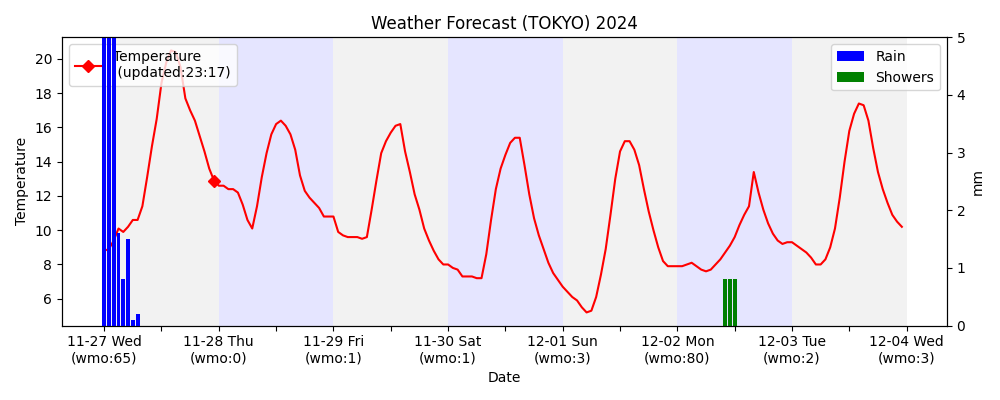 Weather Forecast (TOKYO) 2024
Temperature
(updated:23:17)
Rain
Showers
Temperature
20
18
16
14
12
10
8
6
5
4
3
2
1
0
mm
11-27 Wed
(wmo:65)
11-28 Thu
(wmo:0)
11-29 Fri
(wmo:1)
11-30 Sat
(wmo:1)
12-01 Sun
(wmo:3)
12-02 Mon
(wmo:80)
12-03 Tue
(wmo:2)
12-04 Wed
(wmo:3)
Date